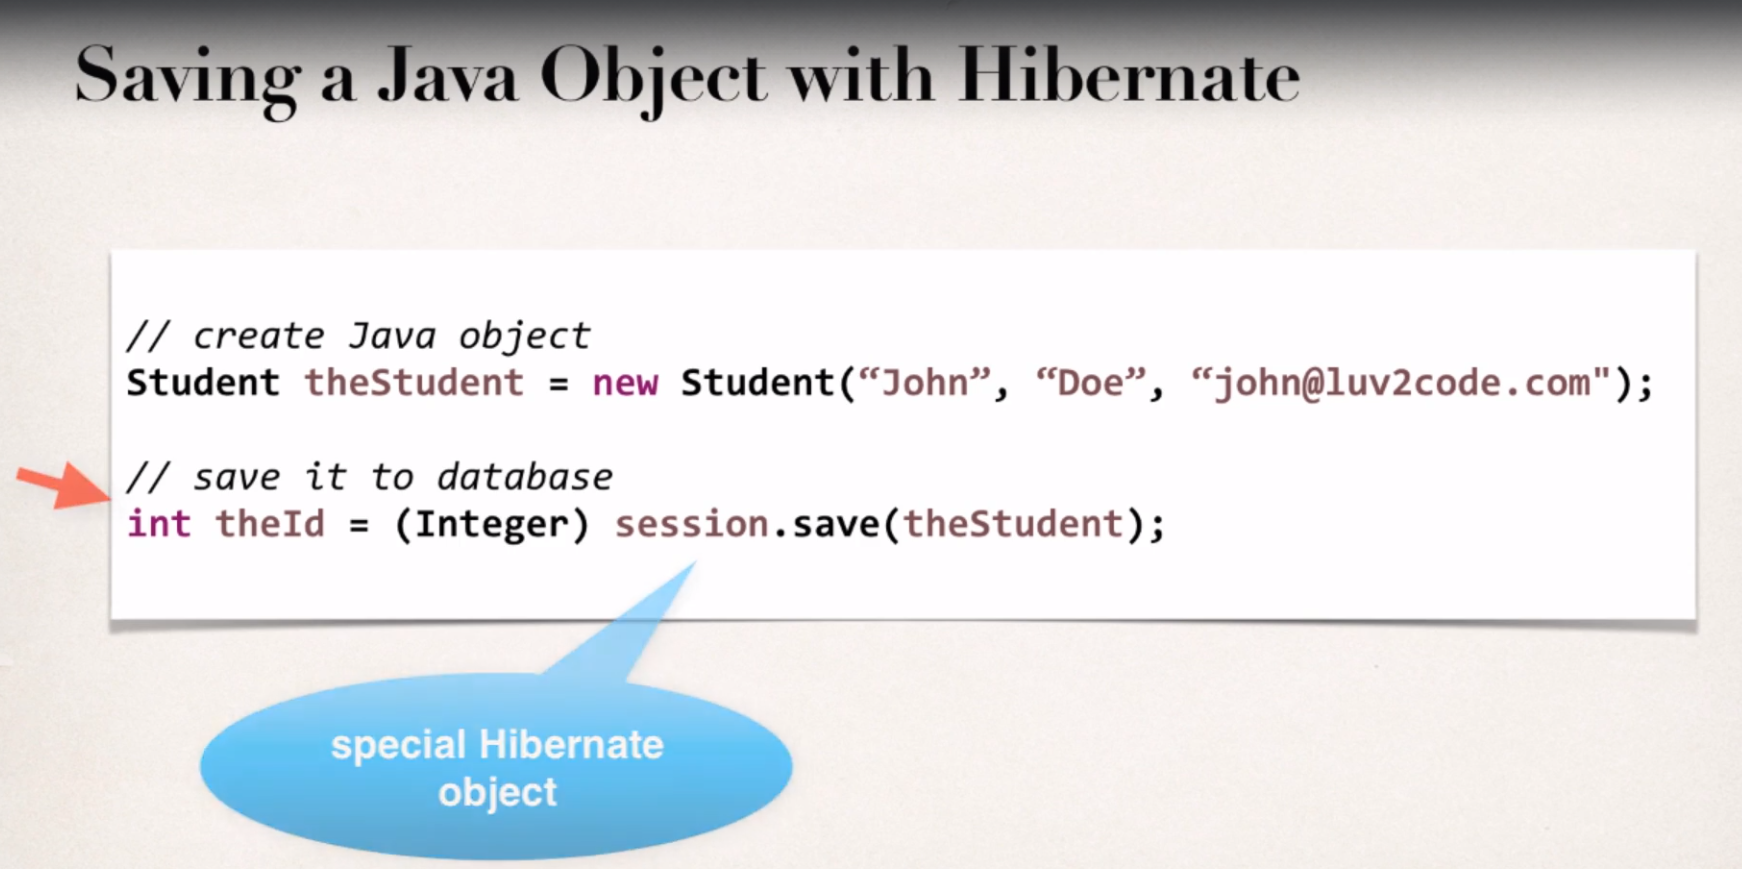 Saving a Java Object with Hibernate
// create Java object
Student theStudent = new Student(“John”, “Doe”, “john@luv2code.com");
// save it to database
int theId = (Integer) session.save(theStudent);
special Hibernate
object